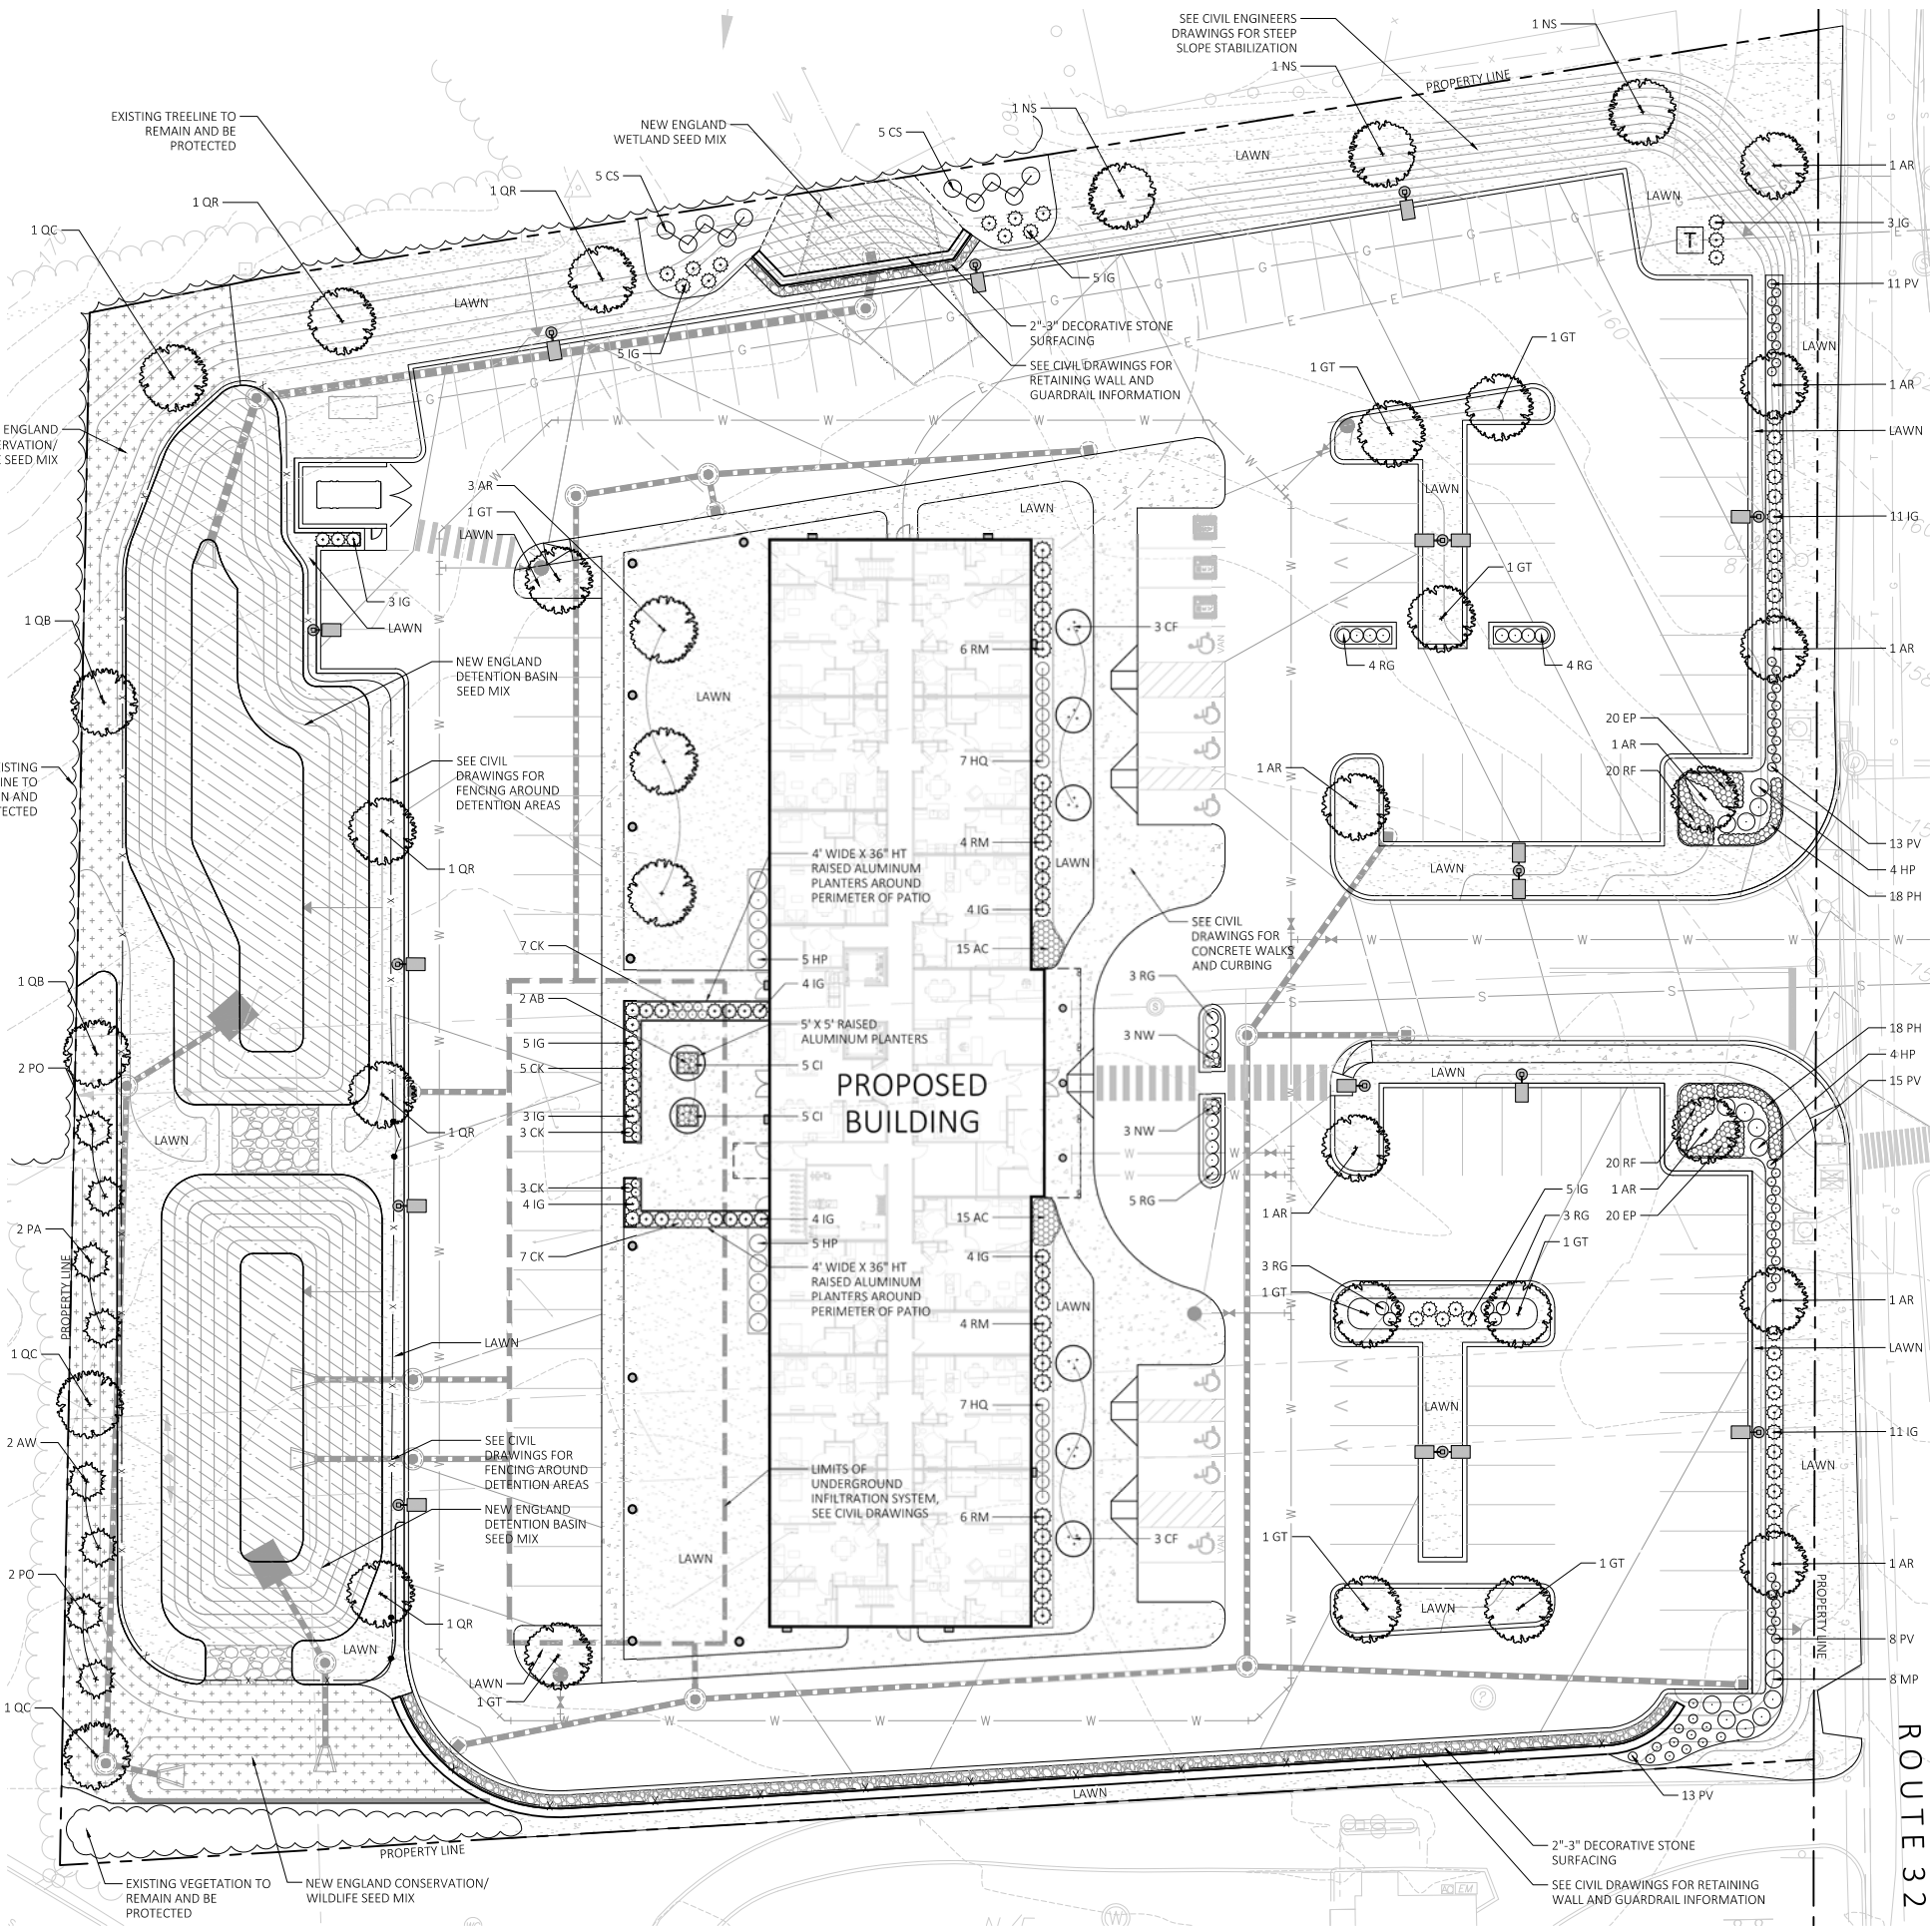 SEE CIVIL ENGINEERS
DRAWINGS FOR STEEP
SLOPE STABILIZATION
1 NS
1 NS
PROPERTY LINE
1 NS
5 CS
NEW ENGLAND
WETLAND SEED MIX
EXISTING TREELINE TO
REMAIN AND BE
PROTECTED
LAWN
1 AR
5 CS
1 QR
1 QR
LAWN
3 IG
T
1 QC
5 IG
11 PV
LAWN
2"-3" DECORATIVE STONE
SURFACING
5 IG
LAWN
1 GT
1 GT
SEE CIVIL DRAWINGS FOR
RETAINING WALL AND
GUARDRAIL INFORMATION
1 AR
ENGLAND
SEED MIX
LAWN
3 AR
1 GT
LAWN
LAWN
LAWN
11 IG
1 GT
3 IG
LAWN
1 QB
3 CF
6 RM
1 AR
4 RG
4 RG
NEW ENGLAND
DETENTION BASIN
SEED MIX
LAWN
20 EP
1 AR
20 RF
SEE CIVIL
DRAWINGS FOR
FENCING AROUND
DETENTION AREAS
7 HQ
1 AR
4 RM
13 PV
4 HP
18 PH
4' WIDE X 36" HT
RAISED ALUMINUM
PLANTERS AROUND
PERIMETER OF PATIO
LAWN
LAWN
1 QR
4 IG
SEE CIVIL
DRAWINGS FOR
CONCRETE WALKS
AND CURBING
7 CK
15 AC
5 HP
3 RG
1 QB
4 IG
2 AB
5' X 5' RAISED
ALUMINUM PLANTERS
3 NW
18 PH
5 IG
4 HP
2 PO
5 CK
5 CI
LAWN
15 PV
PROPOSED
BUILDING
3 IG
5 CI
3 CK
1 QR
3 NW
LAWN
20 RF
3 CK
5 RG
5 IG
1 AR
4 IG
4 IG
15 AC
1 AR
3 RG
20 EP
2 PA
5 HP
7 CK
4 IG
1 GT
3 RG
4' WIDE X 36" HT
RAISED ALUMINUM
PLANTERS AROUND
PERIMETER OF PATIO
1 GT
1 AR
LAWN
4 RM
PROPERTY LINE
LAWN
LAWN
1 QC
7 HQ
LAWN
11 IG
2 AW
SEE CIVIL
DRAWINGS FOR
FENCING AROUND
DETENTION AREAS
LIMITS OF
UNDERGROUND
INFILTRATION SYSTEM,
SEE CIVIL DRAWINGS
LAWN
NEW ENGLAND
DETENTION BASIN
SEED MIX
6 RM
3 CF
1 GT
1 GT
1 AR
LAWN
2 PO
LAWN
PROPERTY LINE
1 QR
LAWN
8 PV
LAWN
1 GT
8 MP
1 QC
LAWN
13 PV
ROUTE 32
PROPERTY LINE
2"-3" DECORATIVE STONE
SURFACING
EXISTING VEGETATION TO
REMAIN AND BE
PROTECTED
NEW ENGLAND CONSERVATION/
WILDLIFE SEED MIX
SEE CIVIL DRAWINGS FOR RETAINING
WALL AND GUARDRAIL INFORMATION